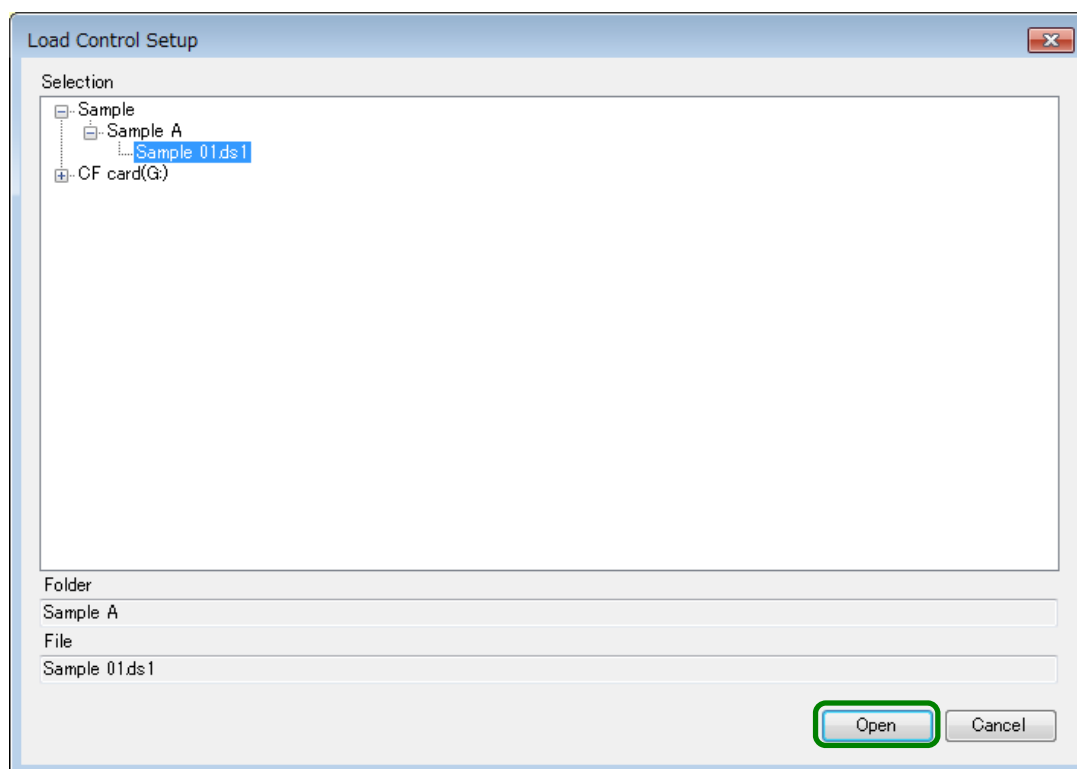 Load Control Setup
Selection
Sample
Sample A
Sample 01.ds1
CF card(G:)
Folder
Sample A
File
Sample 01.ds1
Open Cancel